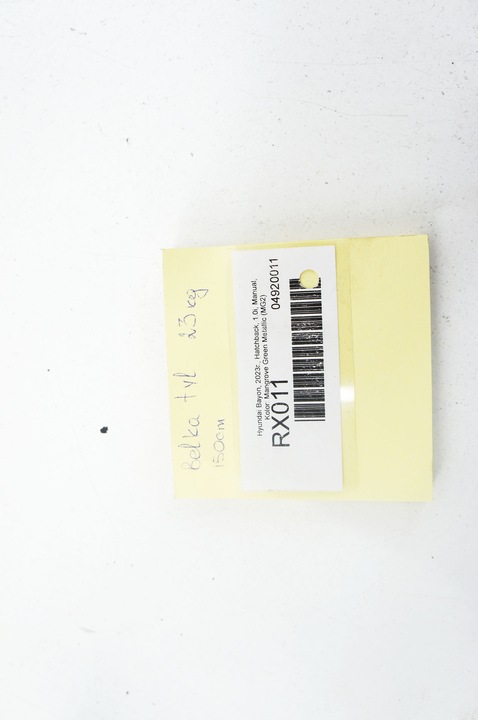 Belka tył 23 kg
150cm
Hyundai Bayon, 2023r., Hatchback, 1.0i, Manual,
Kolor: Mangrove Green Metallic (MG2)
RX011 04920011